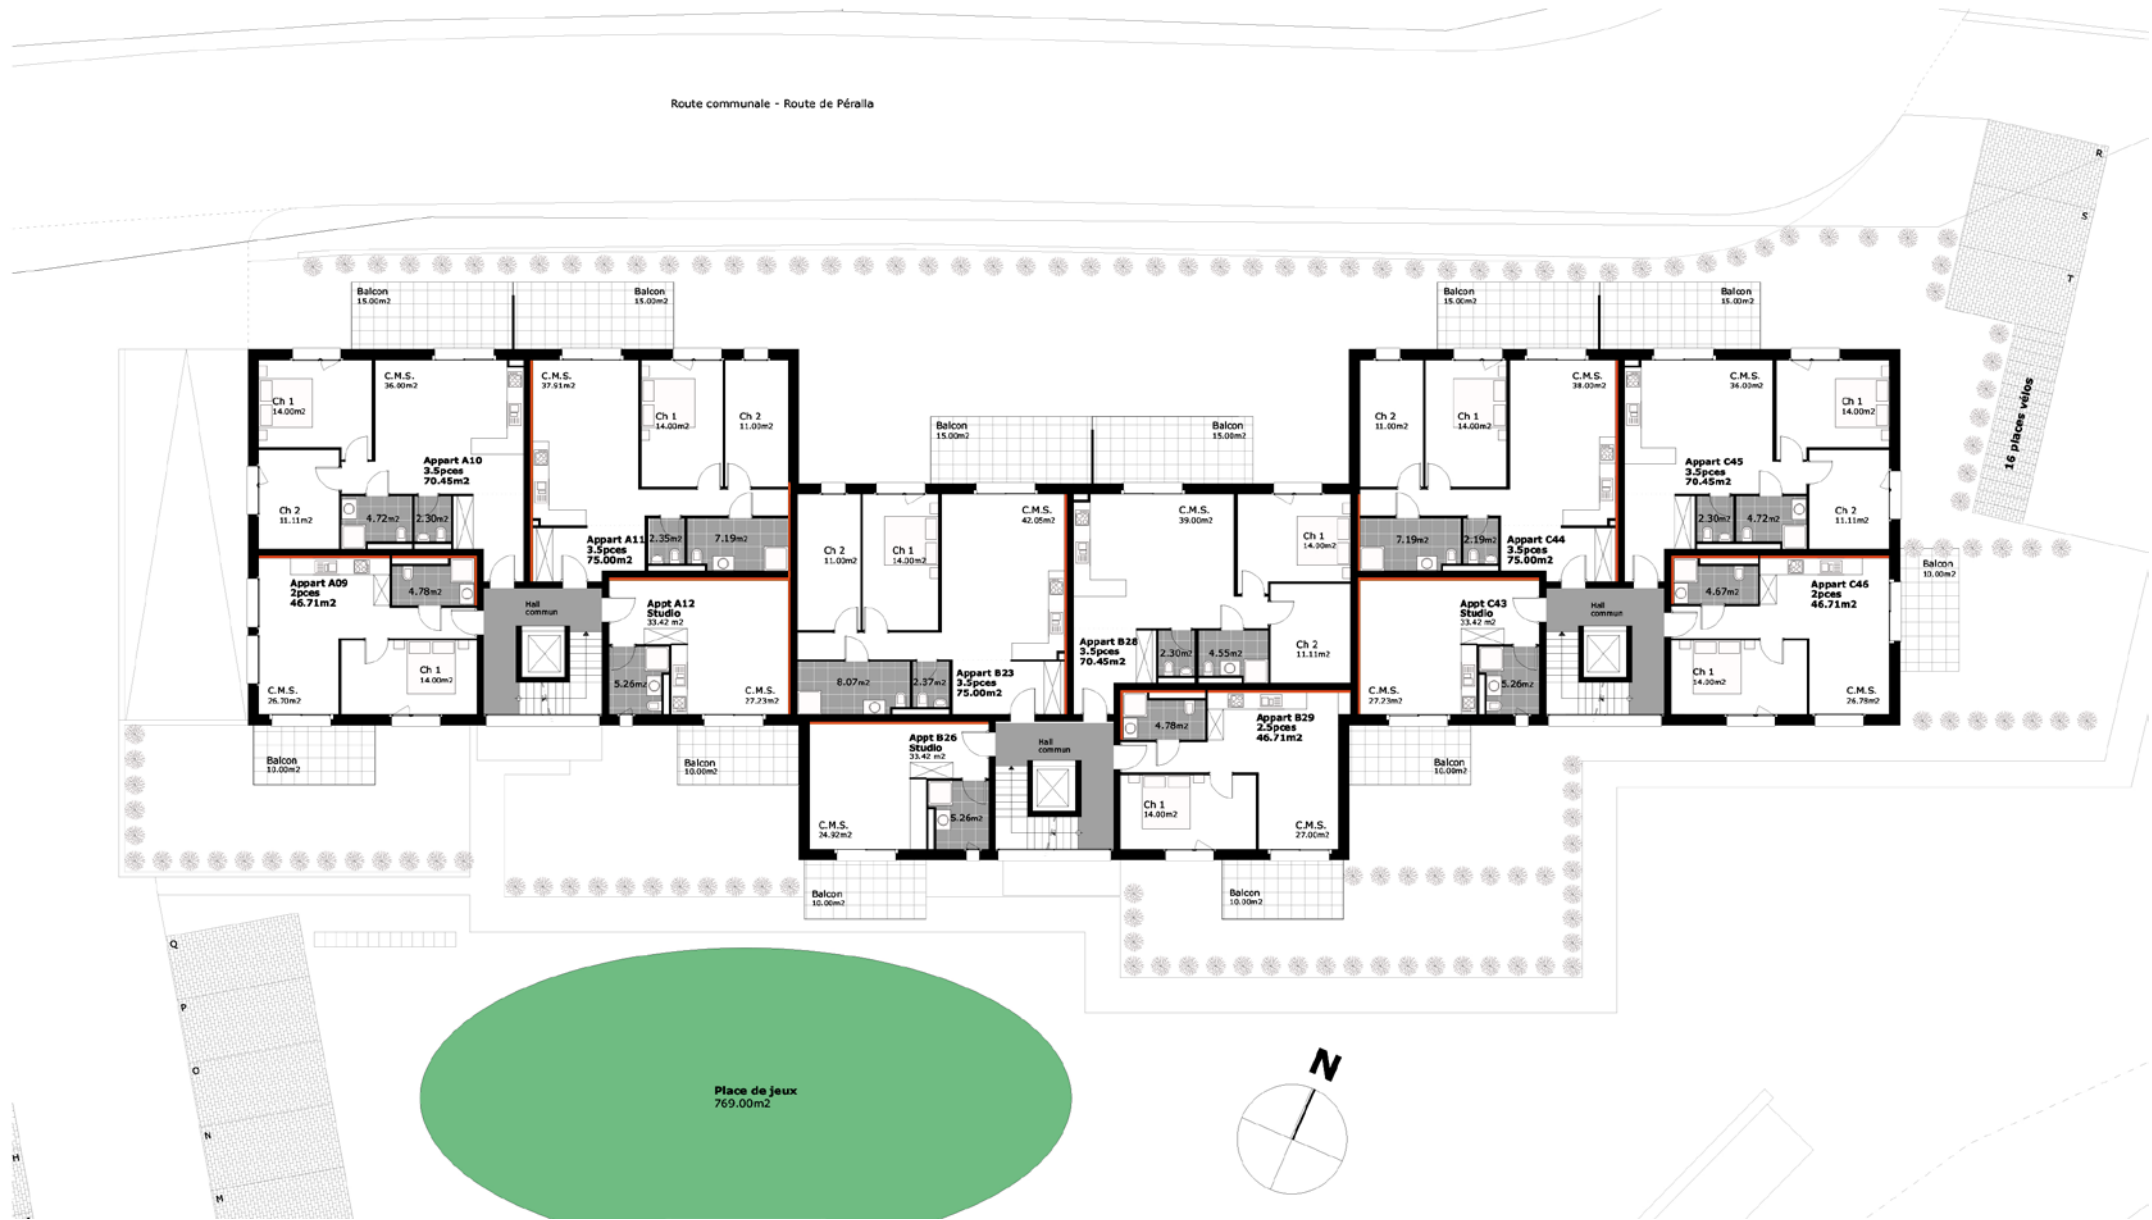 Route communale - Route de Péralla
R
S
T
16 places vélos
Balcon
15.00m2
Balcon
15.00m2
Balcon
15.00m2
Balcon
15.00m2
Ch 1
14.00m2
C.M.S.
36.00m2
Appart A10
3.5pces
70.45m2
Ch 2
11.11m2
4.72m2
2.30m2
C.M.S.
37.91m2
Ch 1
14.00m2
Ch 2
11.00m2
Appart A11
3.5pces
75.00m2
2.35m2
7.19m2
Appart A09
2pces
46.71m2
4.78m2
Ch 1
14.00m2
C.M.S.
26.70m2
Balcon
10.00m2
Hall
commun
Appt A12
Studio
33.42 m2
5.26m2
C.M.S.
27.23m2
Balcon
10.00m2
Balcon
15.00m2
Balcon
15.00m2
Ch 2
11.00m2
Ch 1
14.00m2
C.M.S.
42.05m2
8.07m2
2.37m2
Appart B23
3.5pces
75.00m2
C.M.S.
39.00m2
Ch 1
14.00m2
Ch 2
11.11m2
Appart B28
3.5pces
70.45m2
2.30m2
4.55m2
Appt B26
Studio
33.42 m2
5.26m2
C.M.S.
24.92m2
Balcon
10.00m2
Hall
commun
4.78m2
Appart B29
2.5pces
46.71m2
Ch 1
14.00m2
C.M.S.
27.00m2
Balcon
10.00m2
Ch 2
11.00m2
Ch 1
14.00m2
C.M.S.
38.00m2
7.19m2
2.19m2
Appart C44
3.5pces
75.00m2
C.M.S.
36.00m2
Ch 1
14.00m2
Appart C45
3.5pces
70.45m2
2.30m2
4.72m2
Ch 2
11.11m2
Appt C43
Studio
33.42 m2
5.26m2
C.M.S.
27.23m2
Balcon
10.00m2
Hall
commun
4.67m2
Appart C46
2pces
46.71m2
Ch 1
14.00m2
C.M.S.
26.78m2
Balcon
10.00m2
Q
P
O
N
M
H
Place de jeux
769.00m2
N